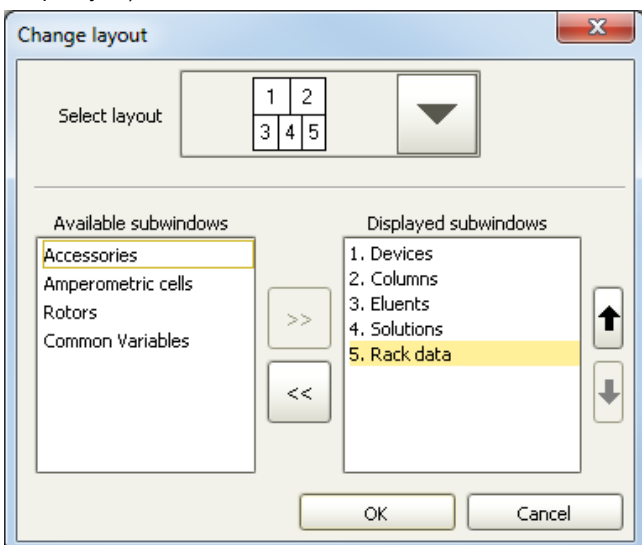 Change layout
Select layout
1 2
3 4 5
Available subwindows
Accessories
Amperometric cells
Rotors
Common Variables
>>
<<
Displayed subwindows
1. Devices
2. Columns
3. Eluents
4. Solutions
5. Rack data
OK Cancel